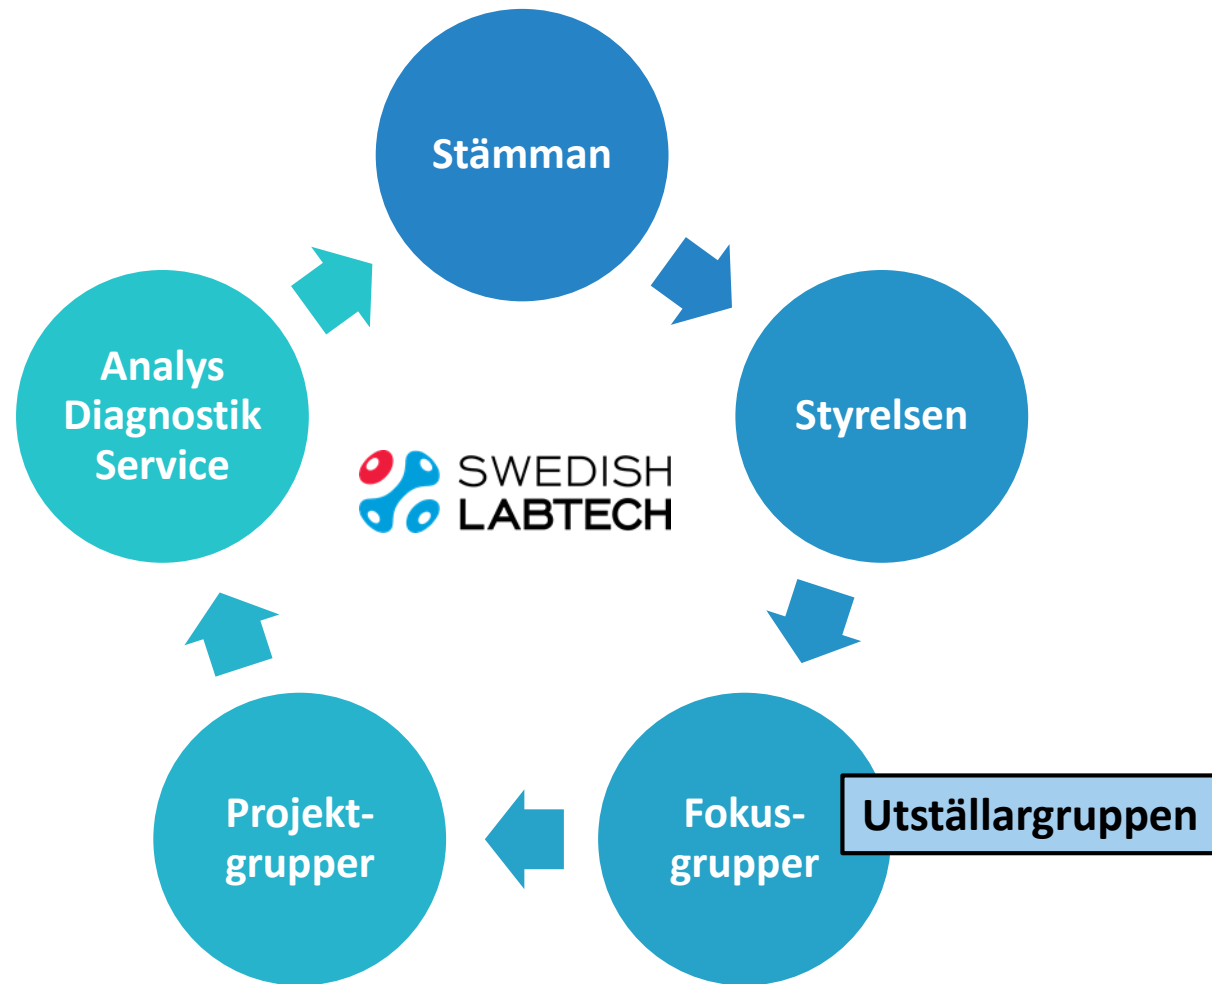 Stämman
Styrelsen
Fokus-
grupper
Utställargruppen
Projekt-
grupper
Analys
Diagnostik
Service
SWEDISH
LABTECH